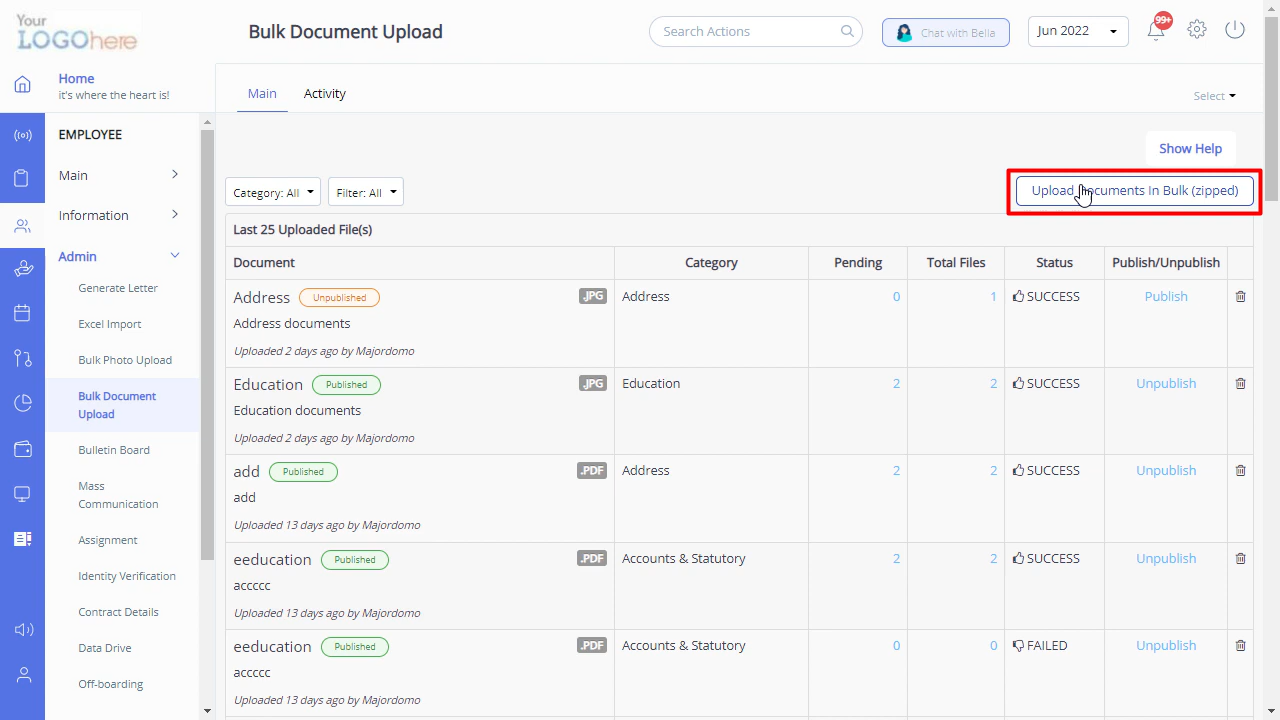 Your
LOGOhere
Bulk Document Upload
Search Actions
Chat with Bella
Jun 2022
99+
Home
it's where the heart is!
Main
Activity
Select
EMPLOYEE
Main
Information
Admin
Generate Letter
Excel Import
Bulk Photo Upload
Bulk Document
Upload
Bulletin Board
Mass
Communication
Assignment
Identity Verification
Contract Details
Data Drive
Off-boarding
Show Help
Category: All
Filter: All
Upload Documents In Bulk (zipped)
Last 25 Uploaded File(s)
Document Category Pending Total Files Status Publish/Unpublish
Address Unpublished .JPG Address 0 1 SUCCESS Publish
Address documents
Uploaded 2 days ago by Majordomo
Education Published .JPG Education 2 2 SUCCESS Unpublish
Education documents
Uploaded 2 days ago by Majordomo
add Published .PDF Address 2 2 SUCCESS Unpublish
add
Uploaded 13 days ago by Majordomo
eeducation Published .PDF Accounts & Statutory 2 2 SUCCESS Unpublish
accccc
Uploaded 13 days ago by Majordomo
eeducation Published .PDF Accounts & Statutory 0 0 FAILED Unpublish
accccc
Uploaded 13 days ago by Majordomo